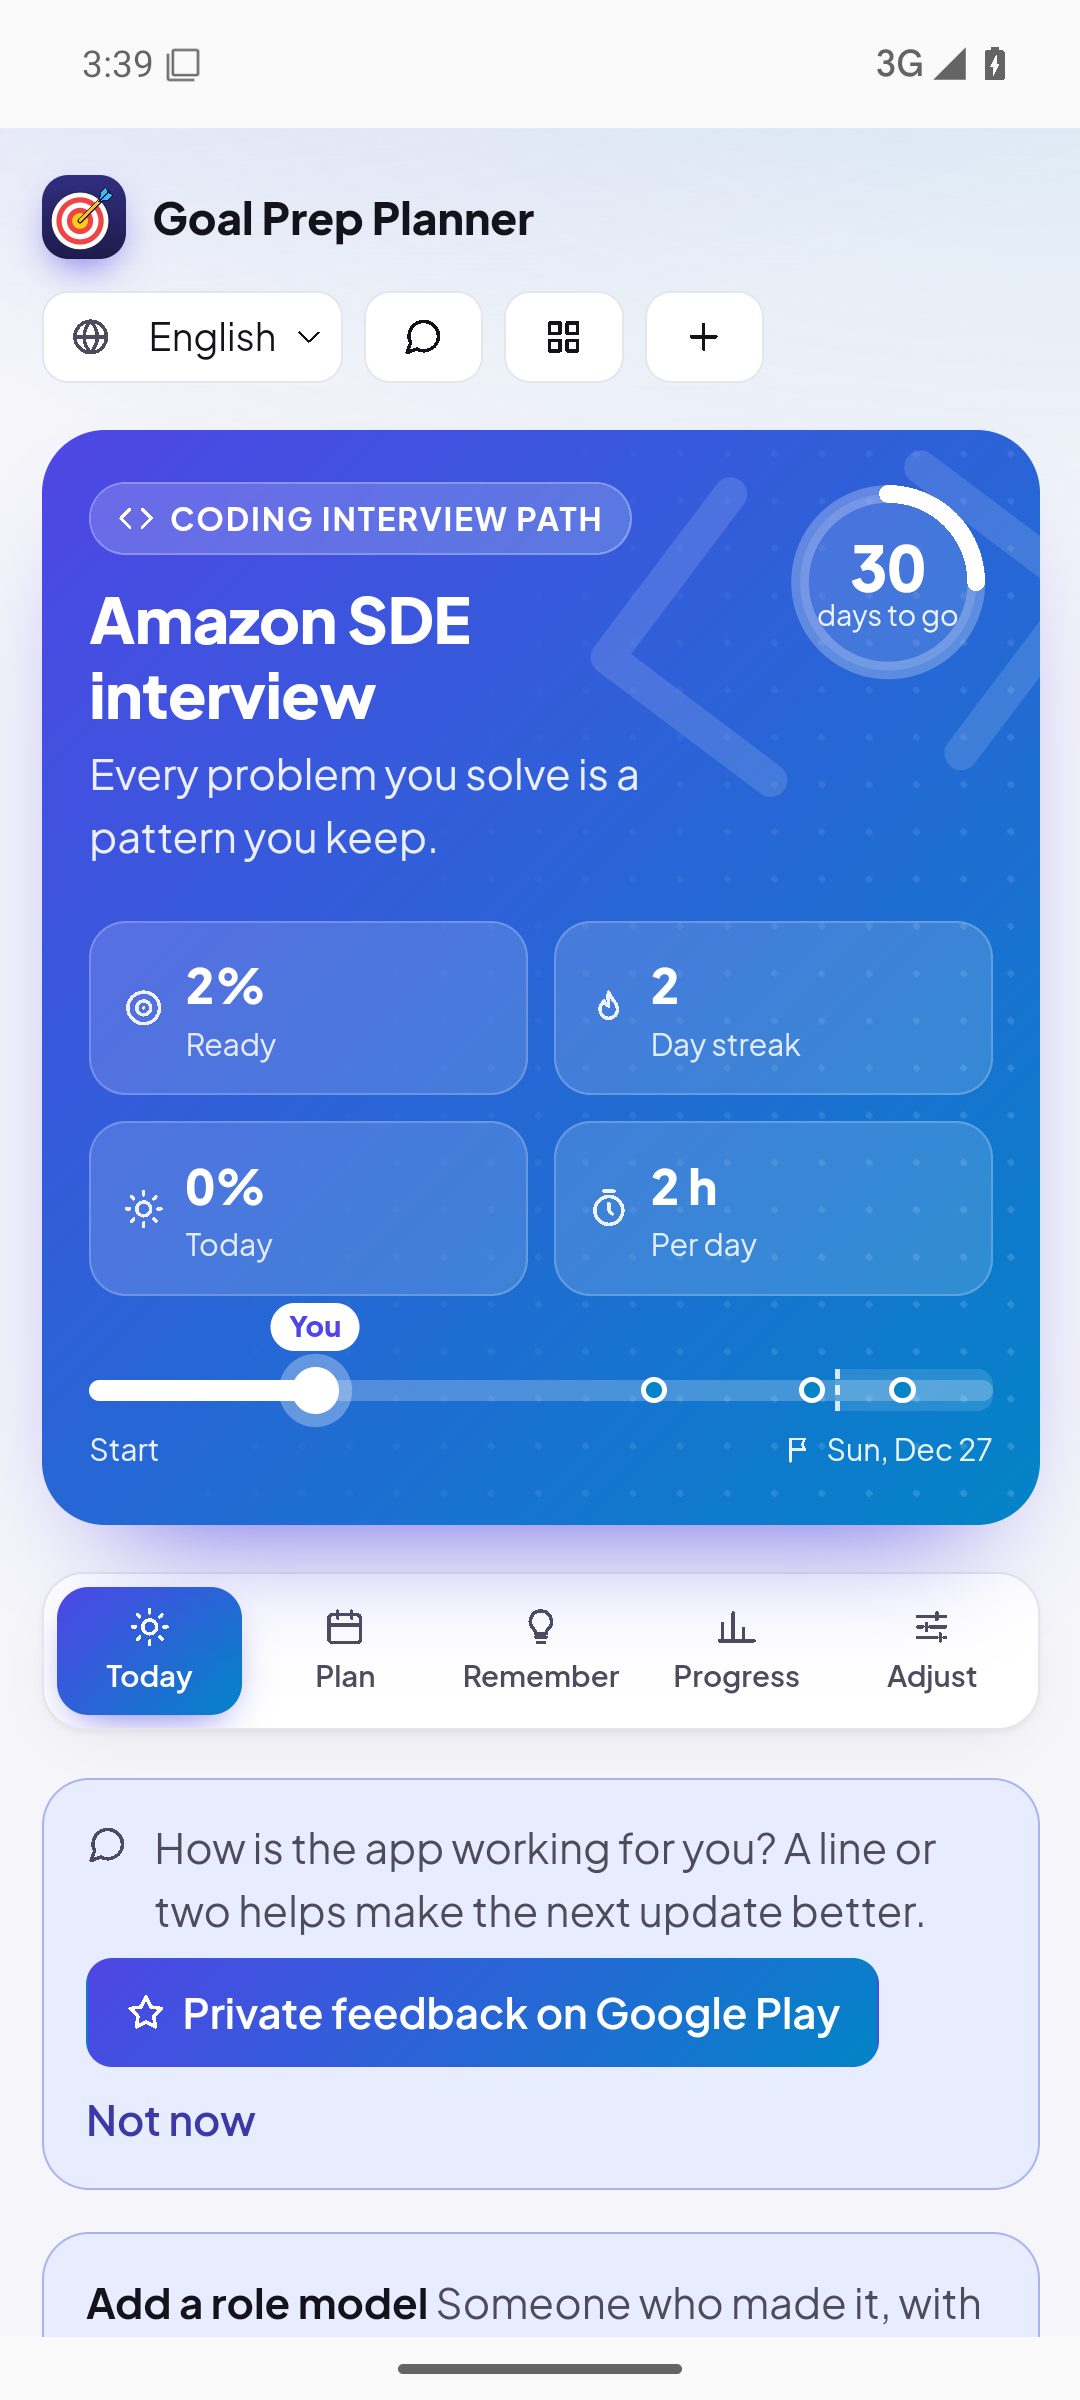 3:39
3G
Goal Prep Planner
English
CODING INTERVIEW PATH
30
days to go
Amazon SDE
interview
Every problem you solve is a
pattern you keep.
2%
Ready
2
Day streak
0%
Today
2 h
Per day
You
Start
Sun, Dec 27
Today
Plan
Remember
Progress
Adjust
How is the app working for you? A line or
two helps make the next update better.
Private feedback on Google Play
Not now
Add a role model Someone who made it, with